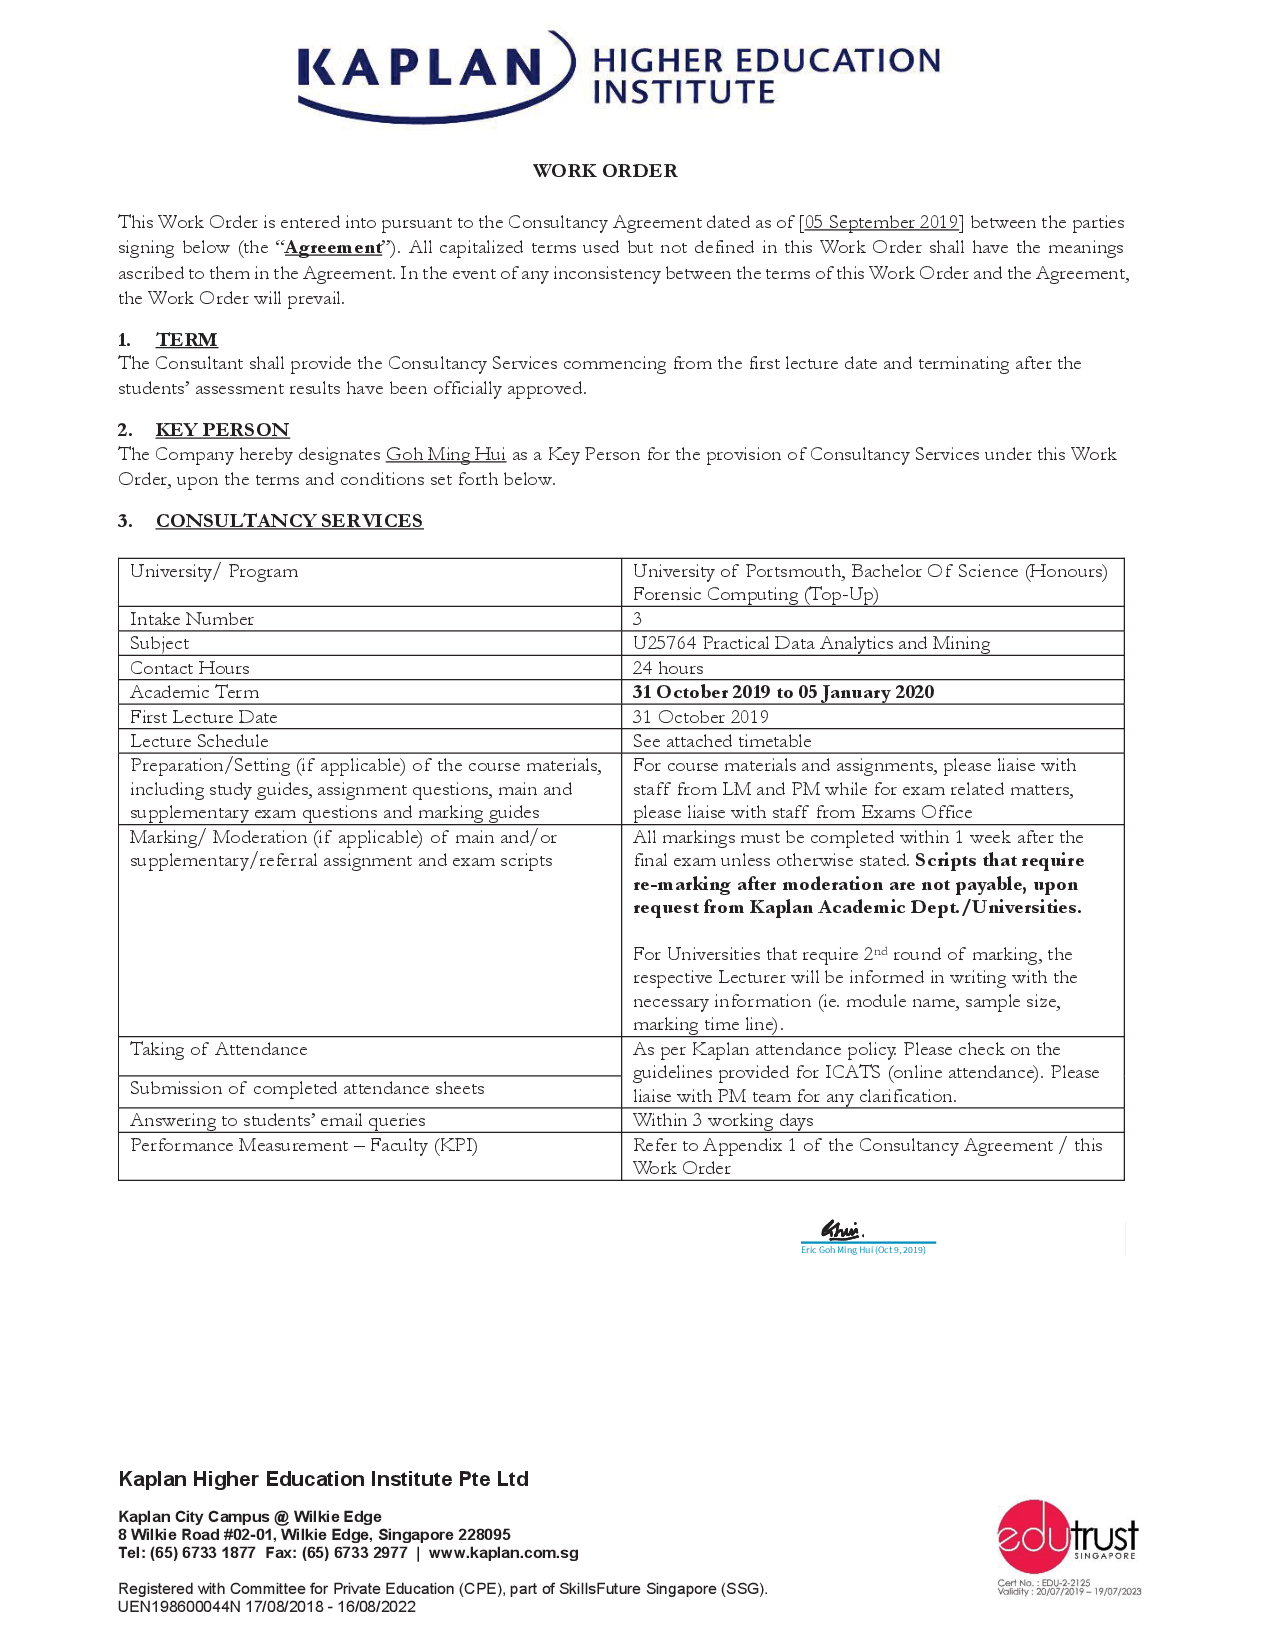 KAPLAN HIGHER EDUCATION
INSTITUTE
WORK ORDER
This Work Order is entered into pursuant to the Consultancy Agreement dated as of [05 September 2019] between the parties
signing below (the “Agreement”). All capitalized terms used but not defined in this Work Order shall have the meanings
ascribed to them in the Agreement. In the event of any inconsistency between the terms of this Work Order and the Agreement,
the Work Order will prevail.
1. TERM
The Consultant shall provide the Consultancy Services commencing from the first lecture date and terminating after the
students’ assessment results have been officially approved.
2. KEY PERSON
The Company hereby designates Goh Ming Hui as a Key Person for the provision of Consultancy Services under this Work
Order, upon the terms and conditions set forth below.
3. CONSULTANCY SERVICES
University/ Program
University of Portsmouth, Bachelor Of Science (Honours)
Forensic Computing (Top-Up)
Intake Number
3
Subject
U25764 Practical Data Analytics and Mining
Contact Hours
24 hours
Academic Term
31 October 2019 to 05 January 2020
First Lecture Date
31 October 2019
Lecture Schedule
See attached timetable
Preparation/Setting (if applicable) of the course materials,
including study guides, assignment questions, main and
supplementary exam questions and marking guides
For course materials and assignments, please liaise with
staff from LM and PM while for exam related matters,
please liaise with staff from Exams Office
Marking/ Moderation (if applicable) of main and/or
supplementary/referral assignment and exam scripts
All markings must be completed within 1 week after the
final exam unless otherwise stated. Scripts that require
re-marking after moderation are not payable, upon
request from Kaplan Academic Dept./Universities.
For Universities that require 2nd round of marking, the
respective Lecturer will be informed in writing with the
necessary information (ie. module name, sample size,
marking time line).
Taking of Attendance
Submission of completed attendance sheets
As per Kaplan attendance policy. Please check on the
guidelines provided for ICATS (online attendance). Please
liaise with PM team for any clarification.
Answering to students’ email queries
Within 3 working days
Performance Measurement – Faculty (KPI)
Refer to Appendix 1 of the Consultancy Agreement / this
Work Order
Eric Goh Ming Hui (Oct 9, 2019)
Kaplan Higher Education Institute Pte Ltd
Kaplan City Campus @ Wilkie Edge
8 Wilkie Road #02-01, Wilkie Edge, Singapore 228095
Tel: (65) 6733 1877 Fax: (65) 6733 2977 | www.kaplan.com.sg
Registered with Committee for Private Education (CPE), part of SkillsFuture Singapore (SSG).
UEN198600044N 17/08/2018 - 16/08/2022
edutrust
SINGAPORE
Cert No. : EDU-2-2125
Validity : 20/07/2019 – 19/07/2023